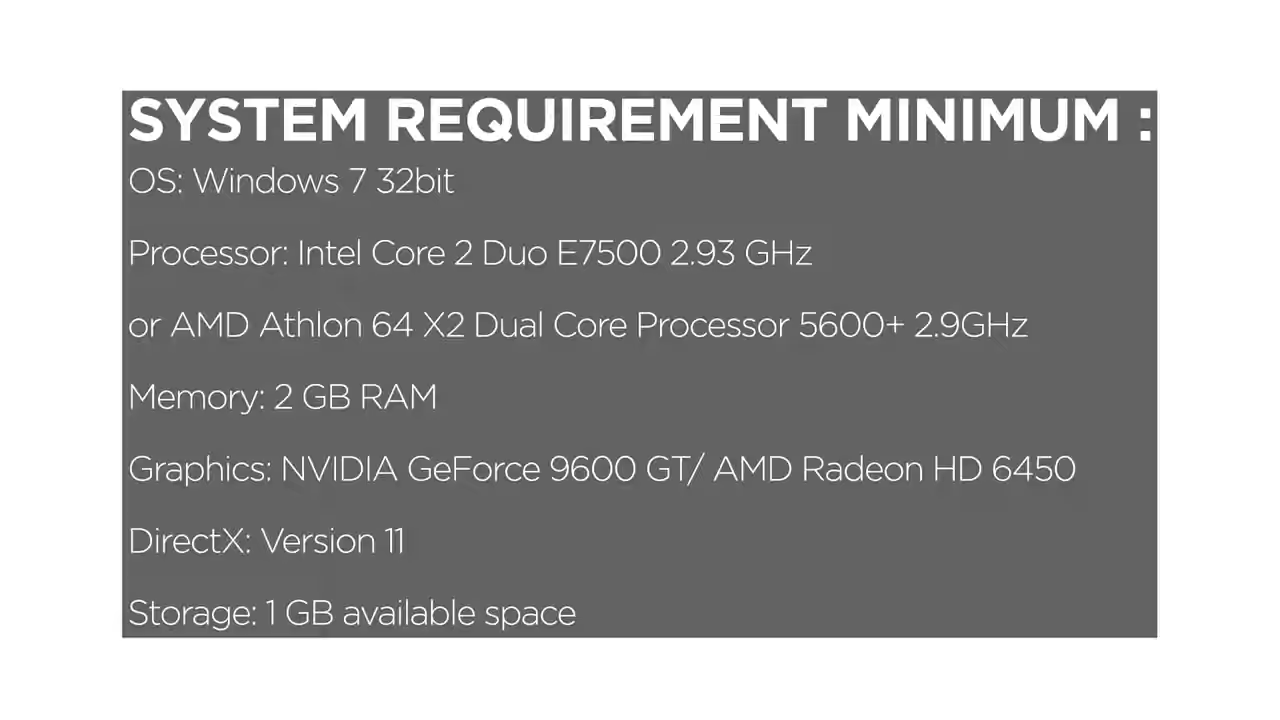 SYSTEM REQUIREMENT MINIMUM :
OS: Windows 7 32bit
Processor: Intel Core 2 Duo E7500 2.93 GHz
or AMD Athlon 64 X2 Dual Core Processor 5600+ 2.9GHz
Memory: 2 GB RAM
Graphics: NVIDIA GeForce 9600 GT/ AMD Radeon HD 6450
DirectX: Version 11
Storage: 1 GB available space